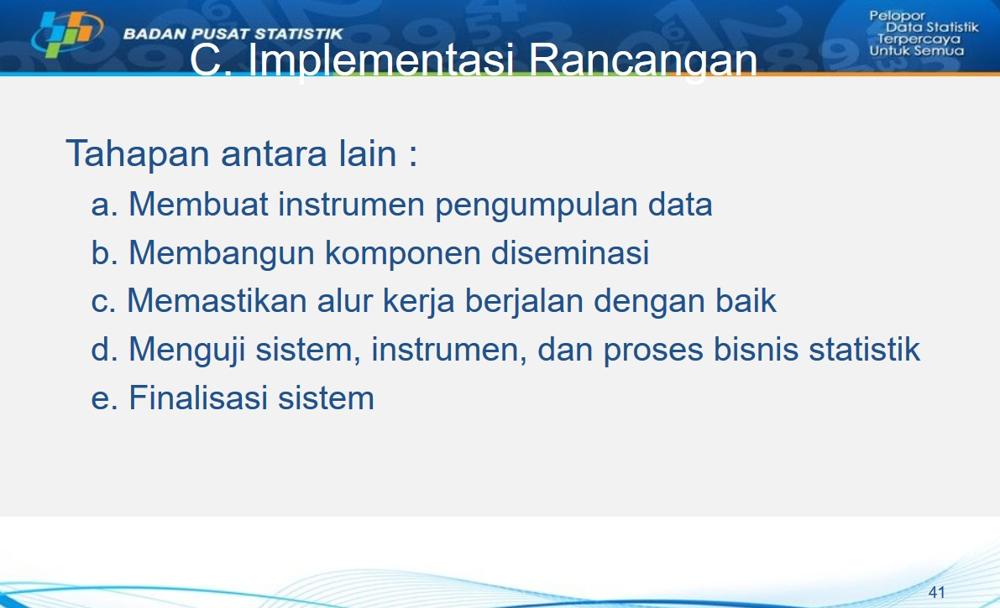 BADAN PUSAT STATISTIK
Pelopor
Data Statistik
Terpercaya
Untuk Semua
C. Implementasi Rancangan
Tahapan antara lain :
a. Membuat instrumen pengumpulan data
b. Membangun komponen diseminasi
c. Memastikan alur kerja berjalan dengan baik
d. Menguji sistem, instrumen, dan proses bisnis statistik
e. Finalisasi sistem
41